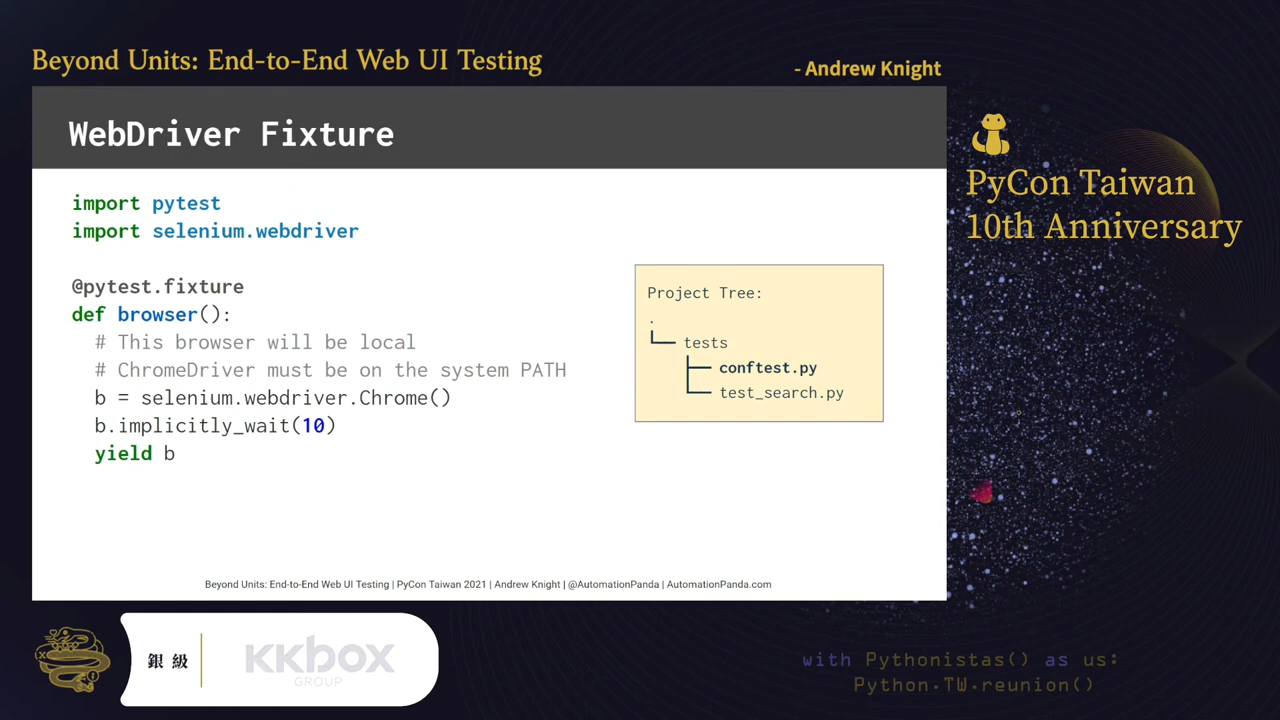 Beyond Units: End-to-End Web UI Testing
- Andrew Knight
WebDriver Fixture
import pytest
import selenium.webdriver
@pytest.fixture
def browser():
# This browser will be local
# ChromeDriver must be on the system PATH
b = selenium.webdriver.Chrome()
b.implicitly_wait(10)
yield b
Project Tree:
.
└── tests
├── conftest.py
└── test_search.py
Beyond Units: End-to-End Web UI Testing | PyCon Taiwan 2021 | Andrew Knight | @AutomationPanda | AutomationPanda.com
PyCon Taiwan
10th Anniversary
銀級
KKBOX
GROUP
with Pythonistas() as us:
Python.TW.reunion()